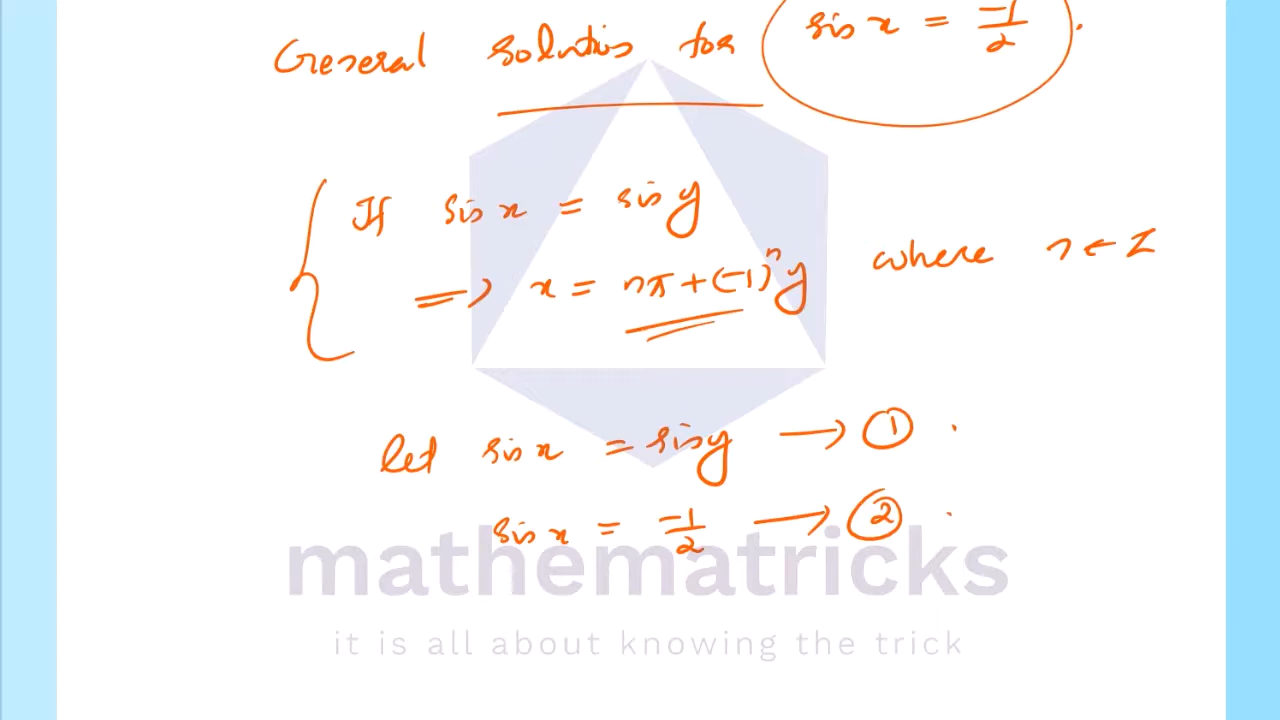 General solution for sin x = -1/2 .
If sin x = sin y
⟹ x = nπ + (-1)ⁿ y where n ∈ Z
let sin x = sin y → ① .
sin x = -1/2 → ② .
mathematricks
it is all about knowing the trick